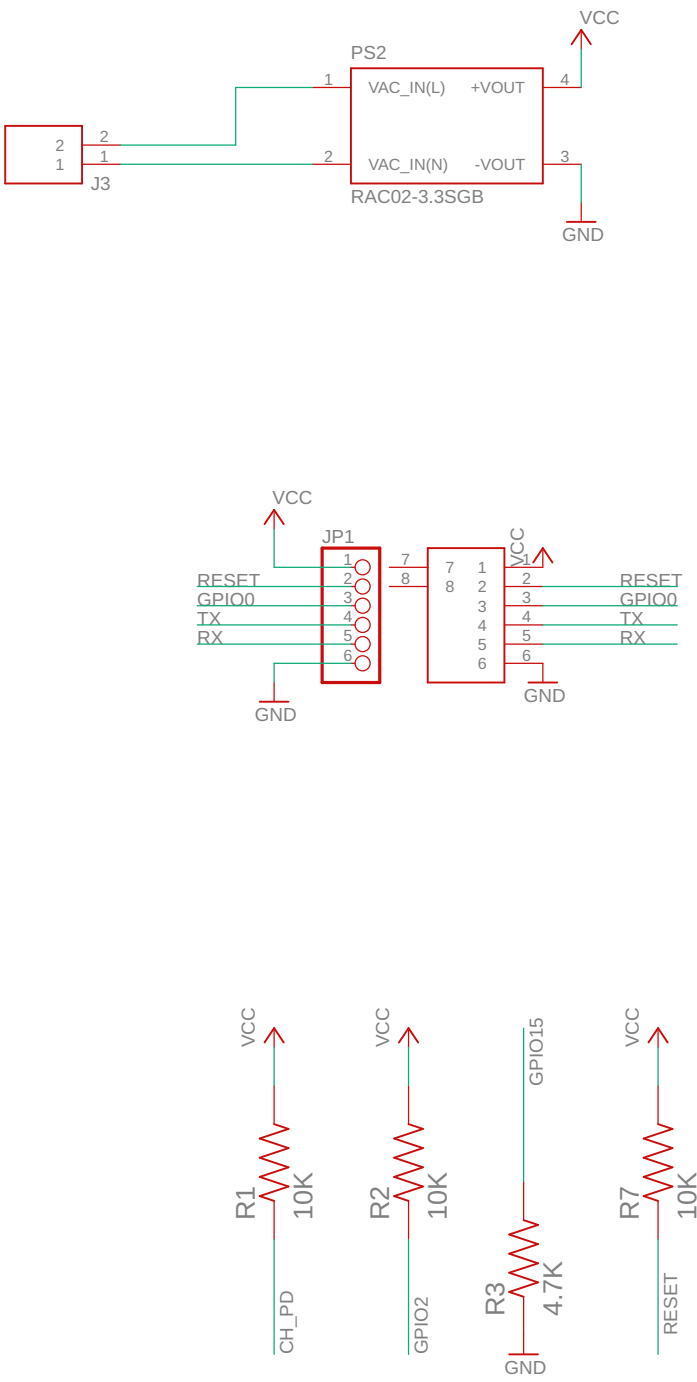 VCC
PS2
1 VAC_IN(L) +VOUT 4
2 2
1 1
J3
2 VAC_IN(N) -VOUT 3
RAC02-3.3SGB
GND
VCC
JP1
VCC
1 7 7 1 1
RESET 2 8 8 2 2 RESET
GPIO0 3 3 3 GPIO0
TX 4 4 4 TX
RX 5 5 5 RX
6 6 6
GND
GND
VCC
VCC
GPIO15
VCC
R1
10K
R2
10K
R3
4.7K
R7
10K
CH_PD
GPIO2
RESET
GND